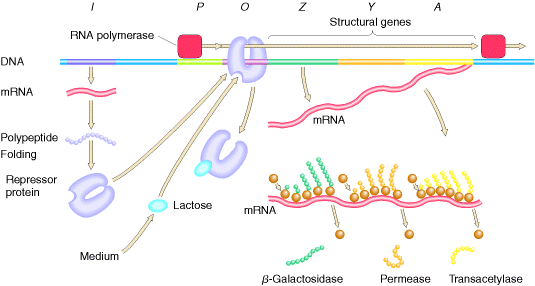 I P O Z Y A
RNA polymerase
Structural genes
DNA
mRNA
mRNA
Polypeptide
Folding
Repressor
protein
Lactose
mRNA
Medium
β-Galactosidase
Permease
Transacetylase